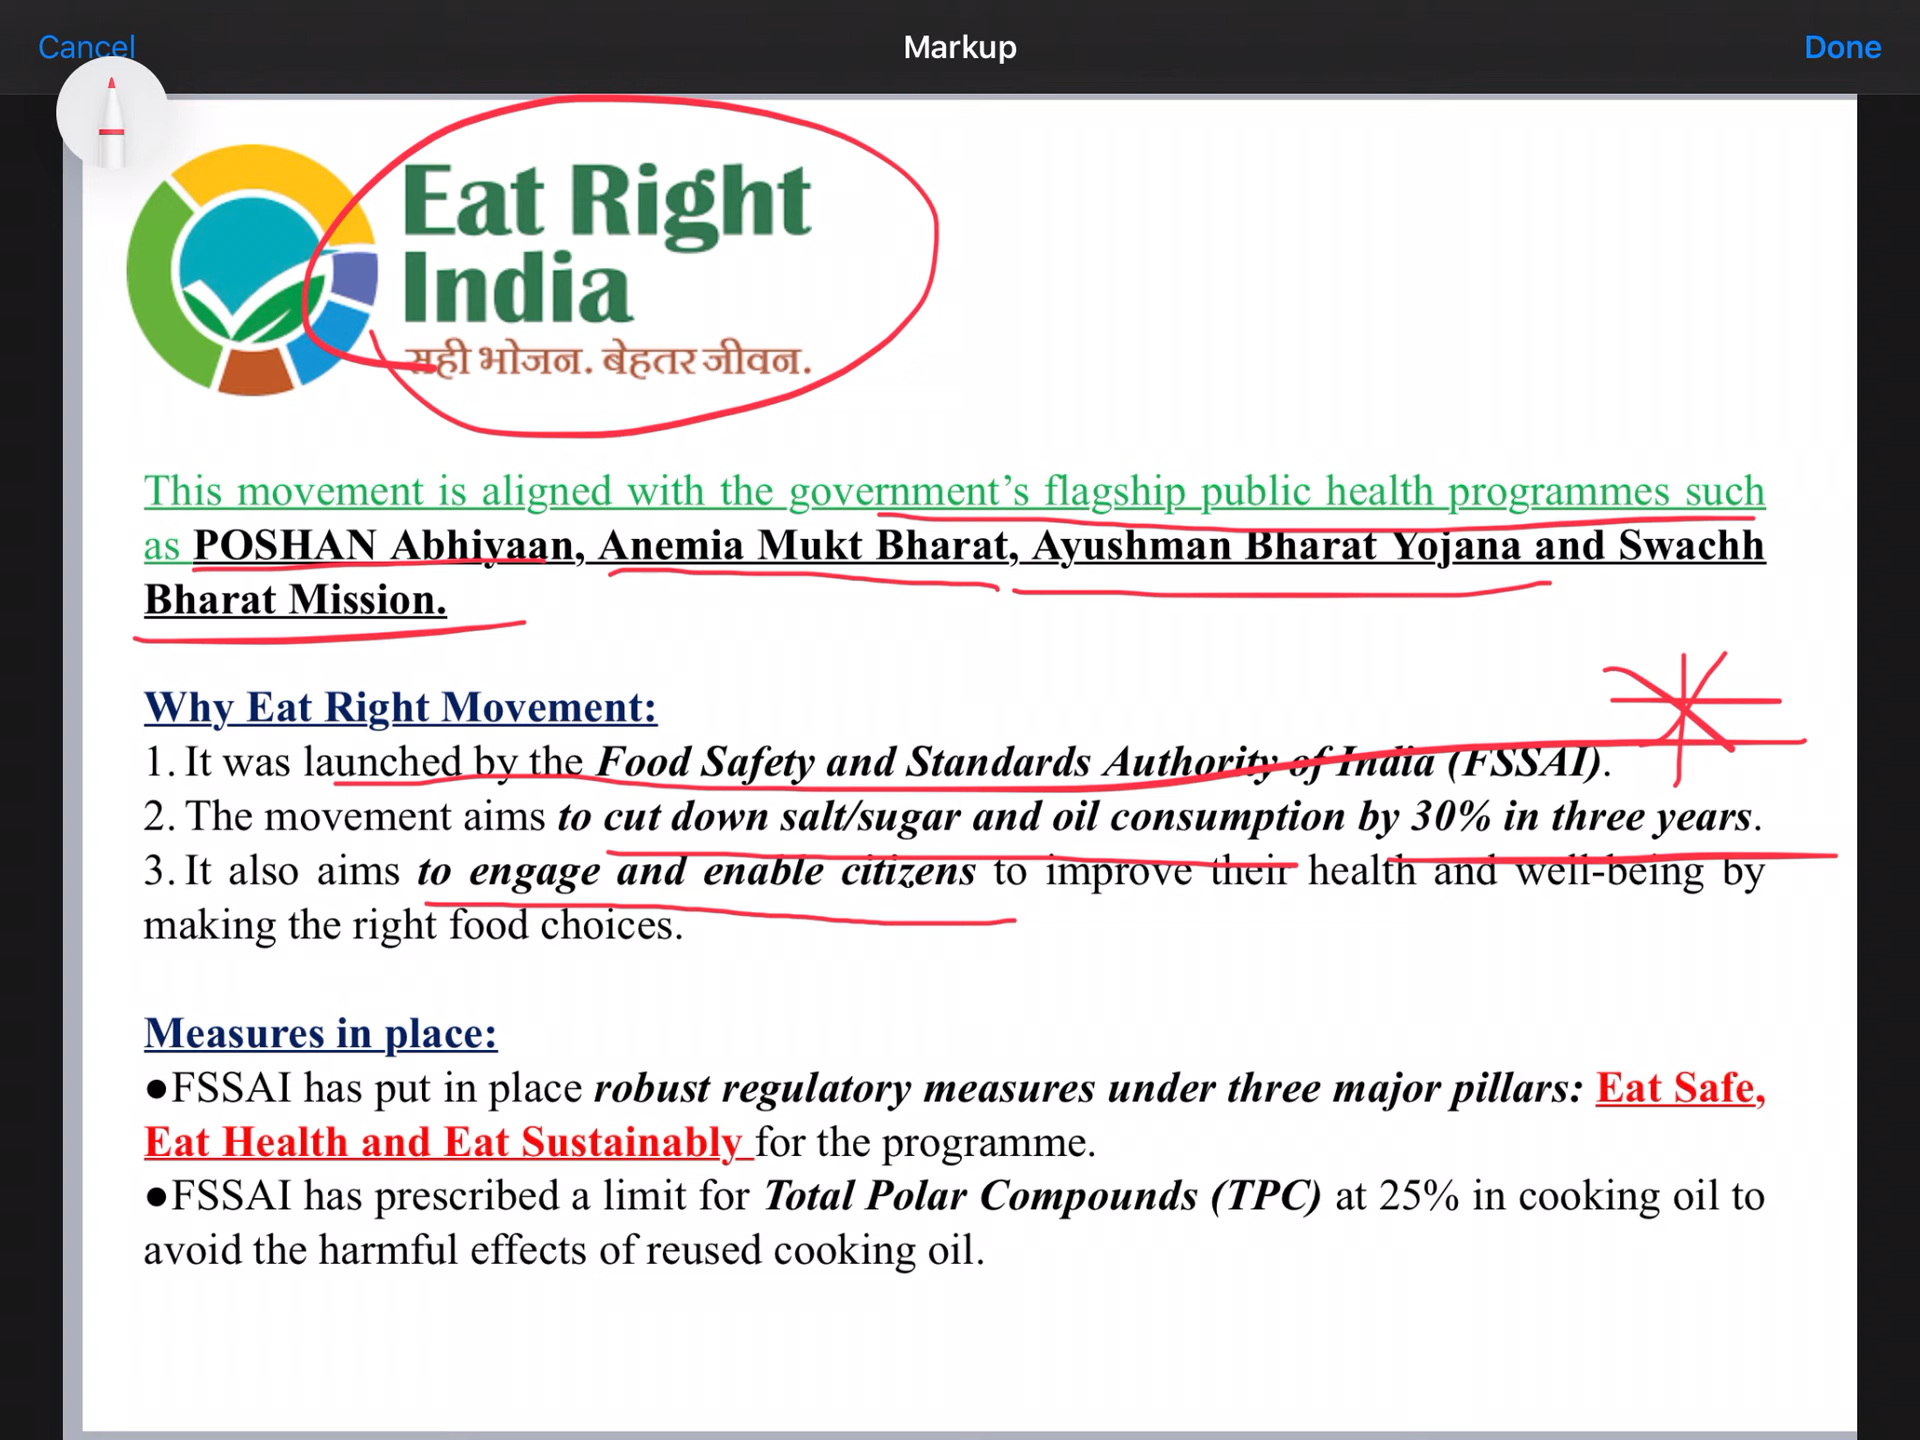 Cancel
Markup
Done
Eat Right
India
सही भोजन. बेहतर जीवन.
This movement is aligned with the government’s flagship public health programmes such
as POSHAN Abhiyaan, Anemia Mukt Bharat, Ayushman Bharat Yojana and Swachh
Bharat Mission.
Why Eat Right Movement:
1. It was launched by the Food Safety and Standards Authority of India (FSSAI).
2. The movement aims to cut down salt/sugar and oil consumption by 30% in three years.
3. It also aims to engage and enable citizens to improve their health and well-being by
making the right food choices.
Measures in place:
●FSSAI has put in place robust regulatory measures under three major pillars: Eat Safe,
Eat Health and Eat Sustainably for the programme.
●FSSAI has prescribed a limit for Total Polar Compounds (TPC) at 25% in cooking oil to
avoid the harmful effects of reused cooking oil.